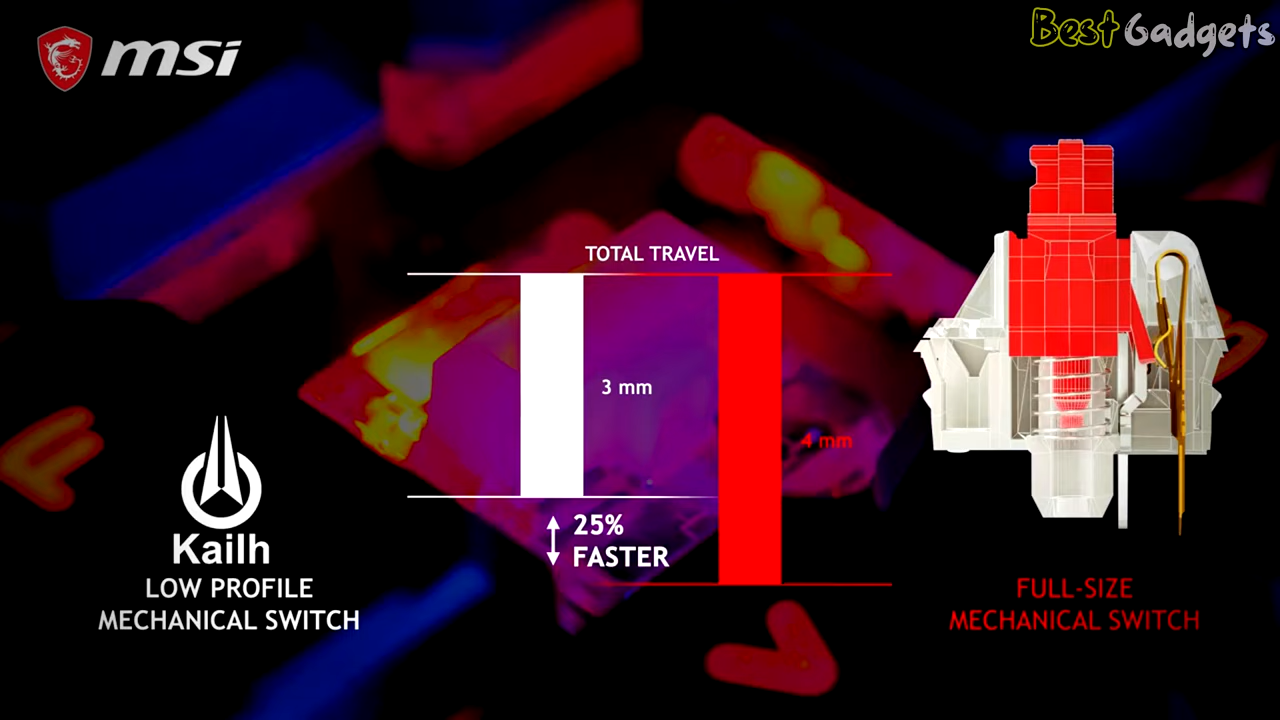 msi
BestGadgets
TOTAL TRAVEL
3 mm
4 mm
25%
FASTER
Kailh
LOW PROFILE
MECHANICAL SWITCH
FULL-SIZE
MECHANICAL SWITCH